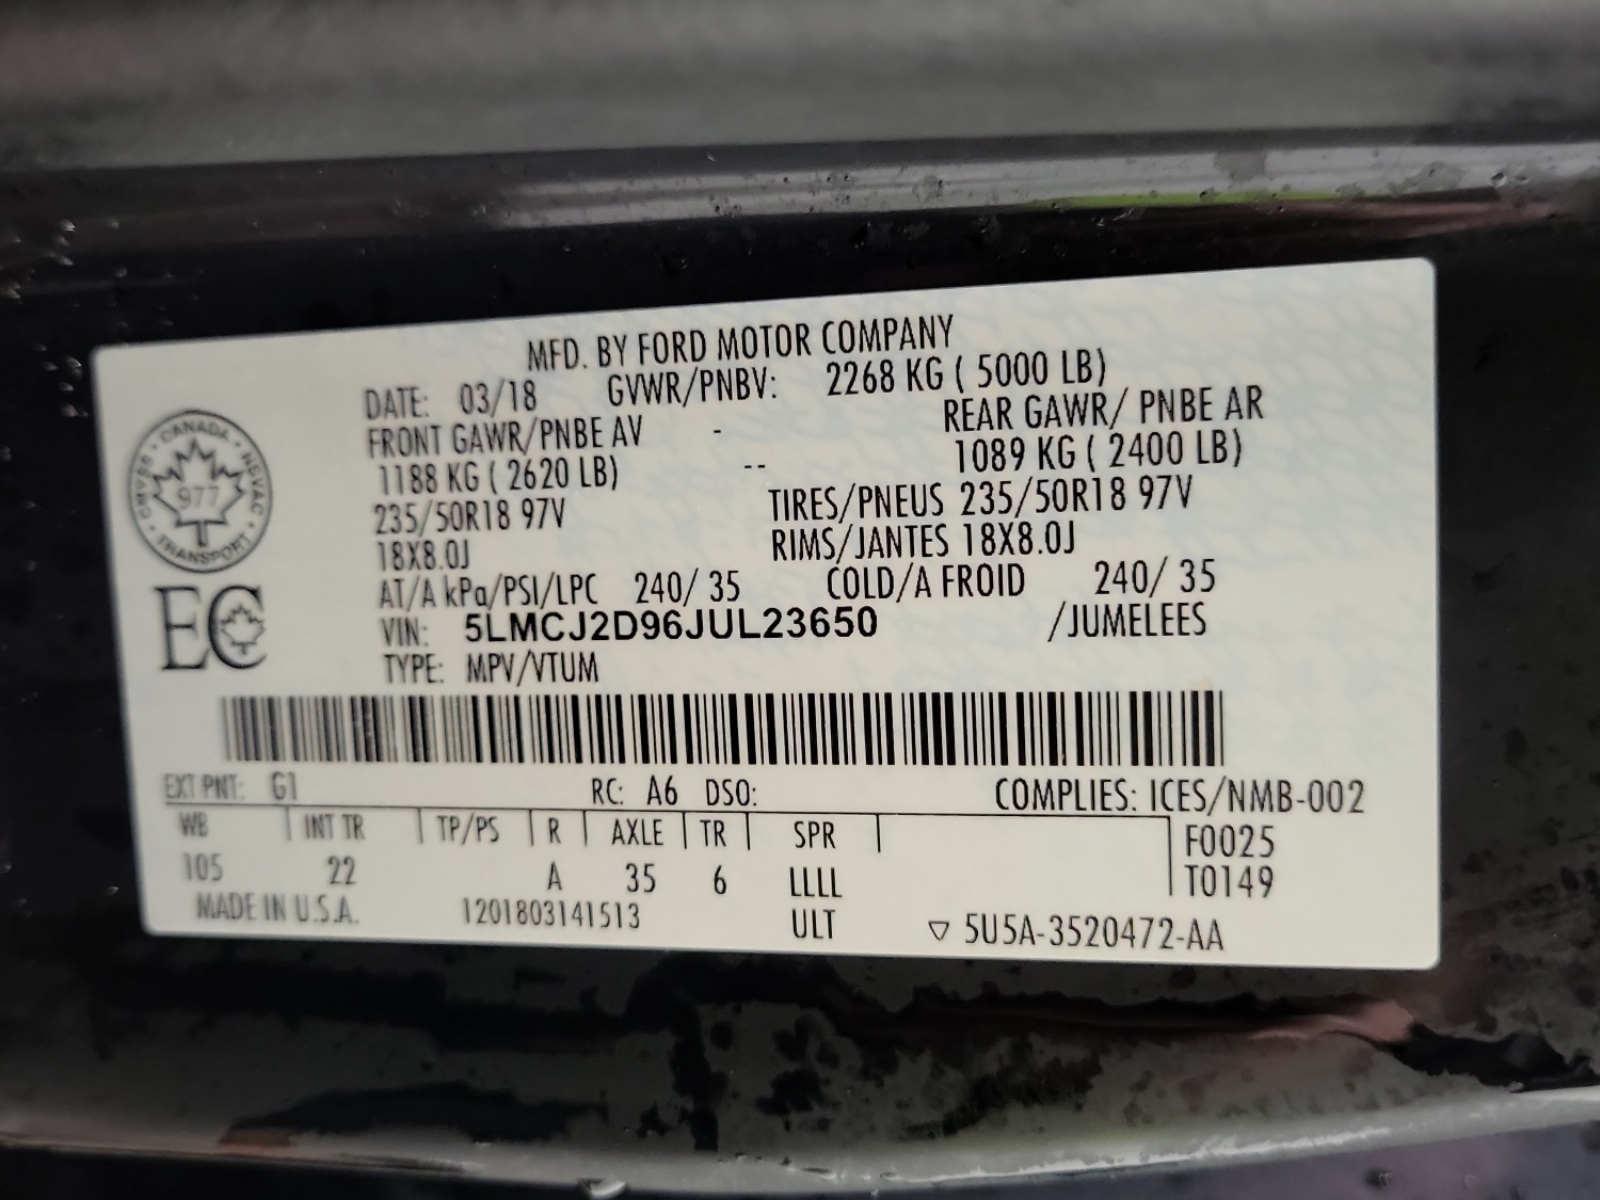 MFD. BY FORD MOTOR COMPANY
DATE: 03/18 GVWR/PNBV: 2268 KG ( 5000 LB)
FRONT GAWR/PNBE AV - REAR GAWR/ PNBE AR
1188 KG ( 2620 LB) -- 1089 KG ( 2400 LB)
235/50R18 97V TIRES/PNEUS 235/50R18 97V
18X8.0J RIMS/JANTES 18X8.0J
AT/A kPa/PSI/LPC 240/ 35 COLD/A FROID 240/ 35
VIN: 5LMCJ2D96JUL23650 /JUMELEES
TYPE: MPV/VTUM
CANADA
CMVSS NSVAC
977
TRANSPORT
EC
EXT PNT: G1 RC: A6 DSO: COMPLIES: ICES/NMB-002
WB INT TR TP/PS R AXLE TR SPR F0025
105 22 A 35 6 LLLL T0149
MADE IN U.S.A. 1201803141513 ULT 5U5A-3520472-AA